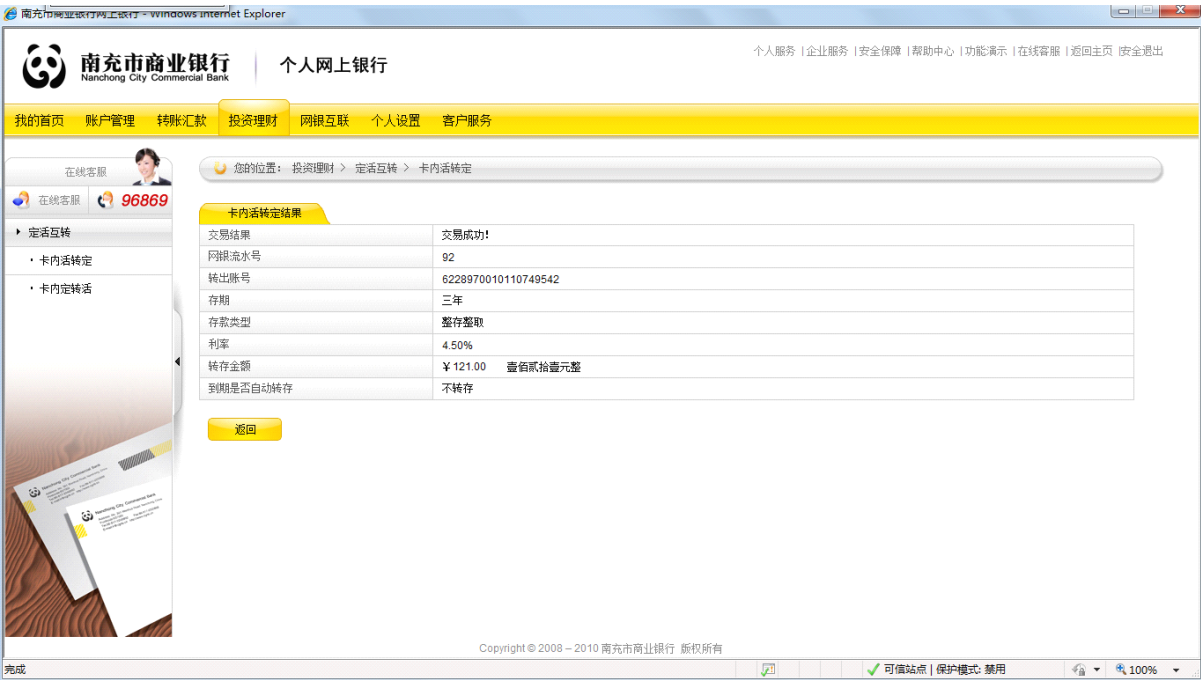 南充市商业银行网上银行 - Windows Internet Explorer
南充市商业银行
Nanchong City Commercial Bank
个人网上银行
个人服务 | 企业服务 | 安全保障 | 帮助中心 | 功能演示 | 在线客服 | 返回主页 | 安全退出
我的首页 账户管理 转账汇款 投资理财 网银互联 个人设置 客户服务
在线客服
在线客服 96869
定活互转
· 卡内活转定
· 卡内定转活
您的位置: 投资理财 > 定活互转 > 卡内活转定
卡内活转定结果
交易结果 交易成功!
网银流水号 92
转出账号 6228970010110749542
存期 三年
存款类型 整存整取
利率 4.50%
转存金额 ¥ 121.00 壹佰贰拾壹元整
到期是否自动转存 不转存
返回
Nanchong City Commercial Bank
Nanchong City Commercial Bank
Copyright © 2008 – 2010 南充市商业银行 版权所有
完成 可信站点 | 保护模式: 禁用 100%